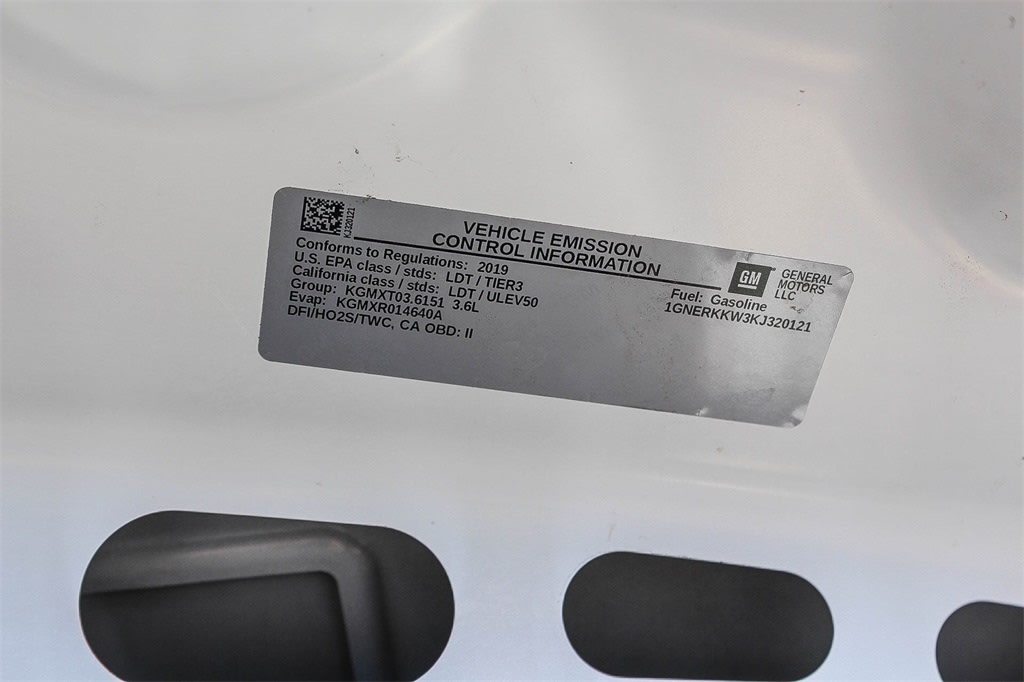 KJ320121
VEHICLE EMISSION
CONTROL INFORMATION
Conforms to Regulations: 2019
U.S. EPA class / stds: LDT / TIER3
California class / stds: LDT / ULEV50
Group: KGMXT03.6151 3.6L
Evap: KGMXR014640A
DFI/HO2S/TWC, CA OBD: II
GM
GENERAL
MOTORS
LLC
Fuel: Gasoline
1GNERKKW3KJ320121